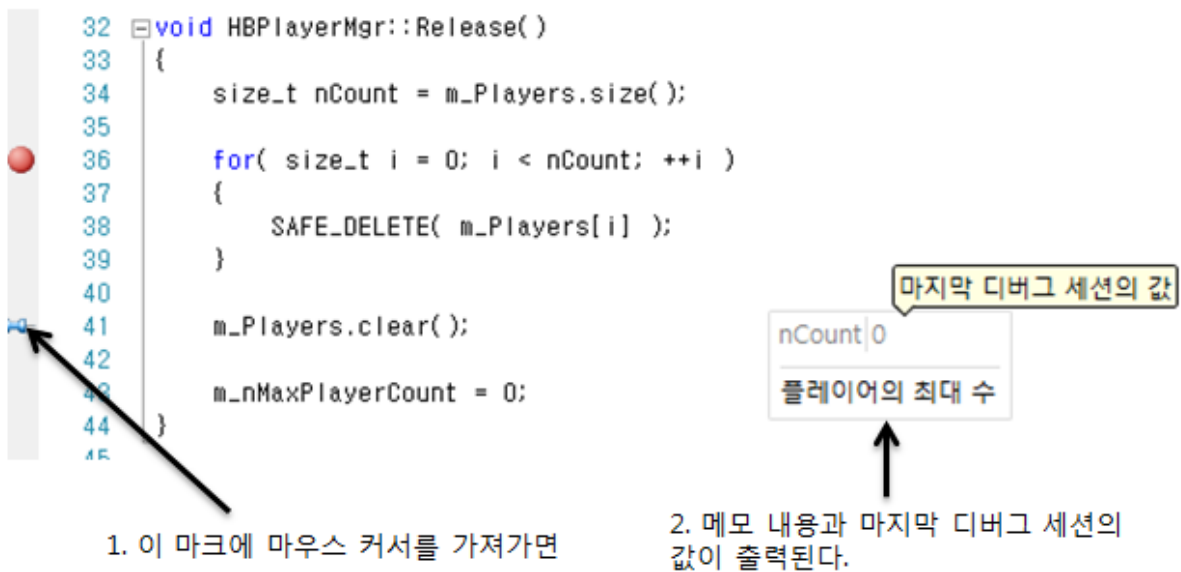 32 void HBPlayerMgr::Release()
33 {
34 size_t nCount = m_Players.size();
35
36 for( size_t i = 0; i < nCount; ++i )
37 {
38 SAFE_DELETE( m_Players[i] );
39 }
40
마지막 디버그 세션의 값
41 m_Players.clear();
nCount 0
42
플레이어의 최대 수
43 m_nMaxPlayerCount = 0;
44 }
45
1. 이 마크에 마우스 커서를 가져가면
2. 메모 내용과 마지막 디버그 세션의
값이 출력된다.